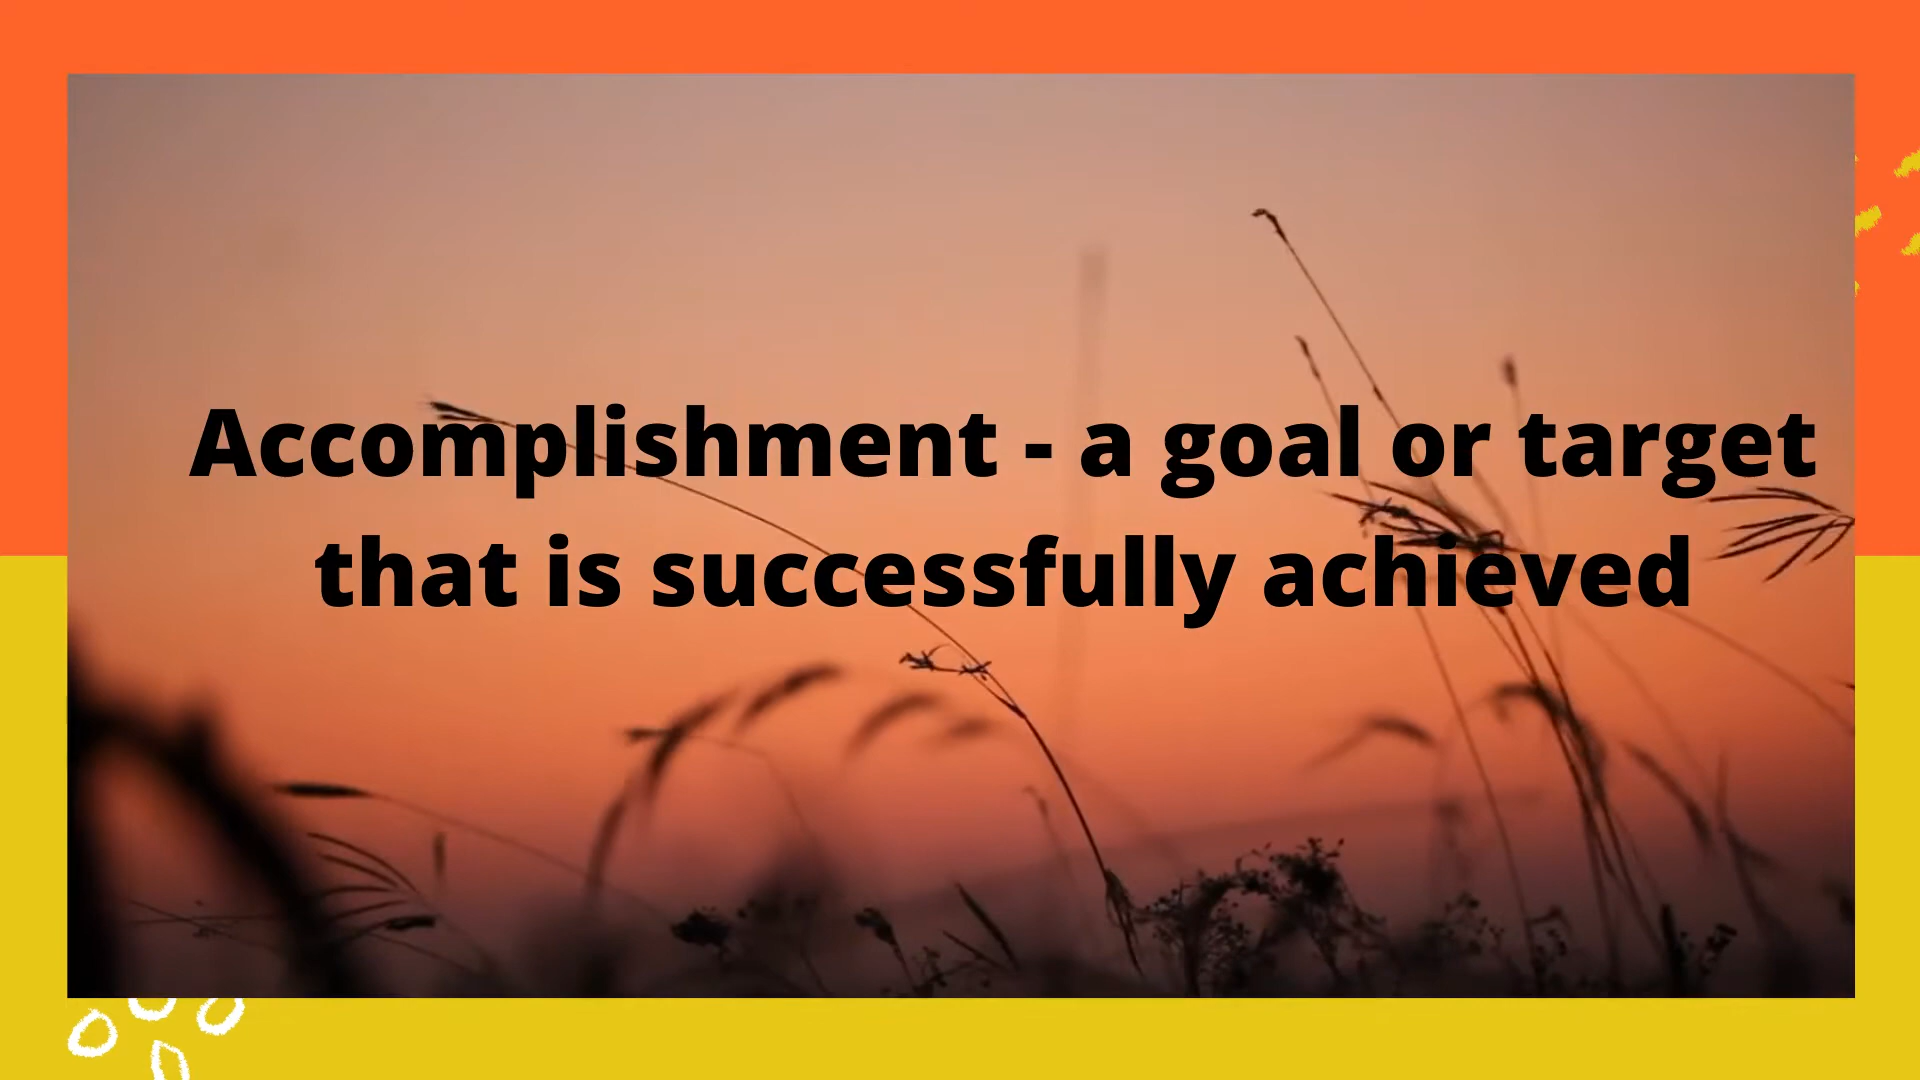 Accomplishment - a goal or target
that is successfully achieved